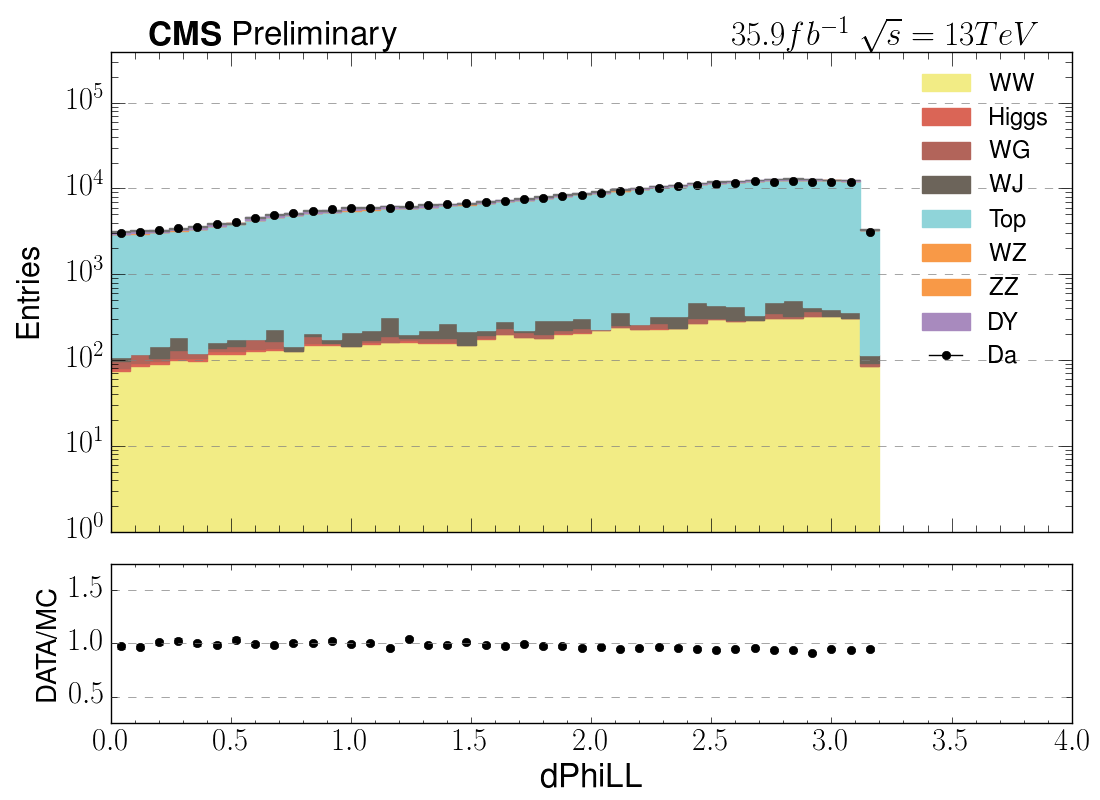 CMS Preliminary 35.9fb⁻¹ √s = 13TeV
WW
Higgs
WG
WJ
Top
WZ
ZZ
DY
Da
Entries
10⁵
10⁴
10³
10²
10¹
10⁰
DATA/MC
1.5
1.0
0.5
0.0 0.5 1.0 1.5 2.0 2.5 3.0 3.5 4.0
dPhiLL